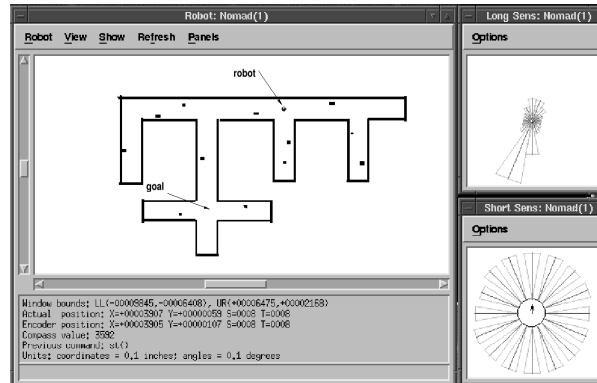 Robot: Nomad(1)
Robot View Show Refresh Panels
robot
goal
Window bounds: LL(-00009845,-00006408), UR(+00006475,+00002168)
Actual position: X=+00003907 Y=+00000059 S=0008 T=0008
Encoder position: X=+00003905 Y=+00000107 S=0008 T=0008
Compass value: 3592
Previous command: st()
Units: coordinates = 0.1 inches; angles = 0.1 degrees
Long Sens: Nomad(1)
Options
Short Sens: Nomad(1)
Options